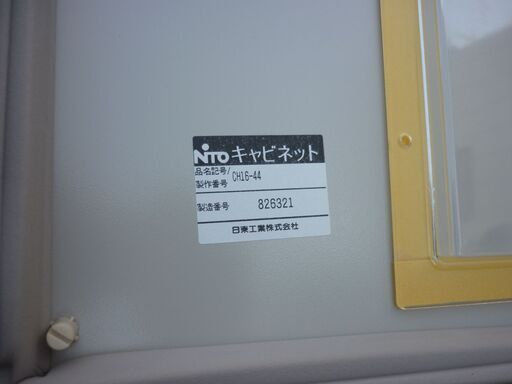 NITO キャビネット
品名記号/
製作番号 CH16-44
製造番号 826321
日東工業株式会社